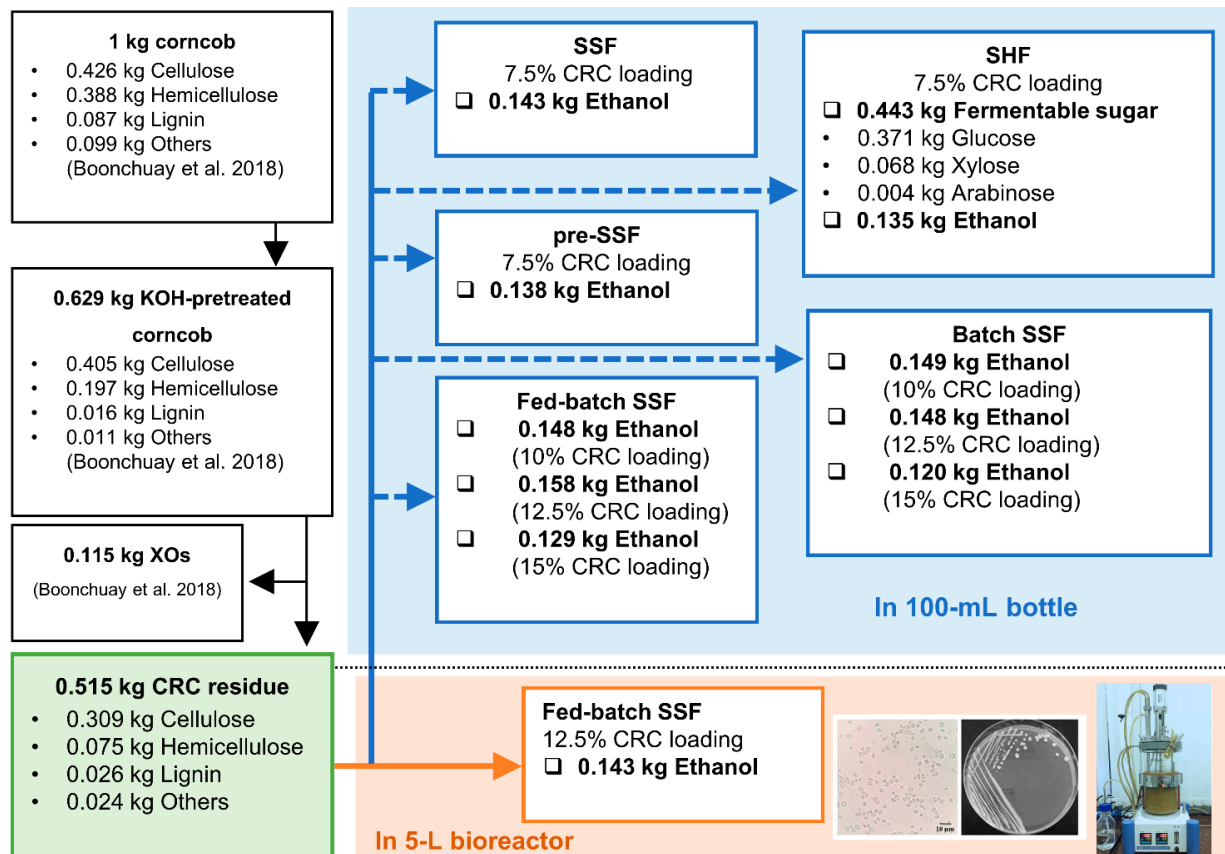 1 kg corncob
• 0.426 kg Cellulose
• 0.388 kg Hemicellulose
• 0.087 kg Lignin
• 0.099 kg Others
(Boonchuay et al. 2018)
0.629 kg KOH-pretreated
corncob
• 0.405 kg Cellulose
• 0.197 kg Hemicellulose
• 0.016 kg Lignin
• 0.011 kg Others
(Boonchuay et al. 2018)
0.115 kg XOs
(Boonchuay et al. 2018)
0.515 kg CRC residue
• 0.309 kg Cellulose
• 0.075 kg Hemicellulose
• 0.026 kg Lignin
• 0.024 kg Others
SSF
7.5% CRC loading
❑ 0.143 kg Ethanol
SHF
7.5% CRC loading
❑ 0.443 kg Fermentable sugar
• 0.371 kg Glucose
• 0.068 kg Xylose
• 0.004 kg Arabinose
❑ 0.135 kg Ethanol
pre-SSF
7.5% CRC loading
❑ 0.138 kg Ethanol
Batch SSF
❑ 0.149 kg Ethanol
(10% CRC loading)
❑ 0.148 kg Ethanol
(12.5% CRC loading)
❑ 0.120 kg Ethanol
(15% CRC loading)
Fed-batch SSF
❑ 0.148 kg Ethanol
(10% CRC loading)
❑ 0.158 kg Ethanol
(12.5% CRC loading)
❑ 0.129 kg Ethanol
(15% CRC loading)
In 100-mL bottle
Fed-batch SSF
12.5% CRC loading
❑ 0.143 kg Ethanol
10 µm
In 5-L bioreactor